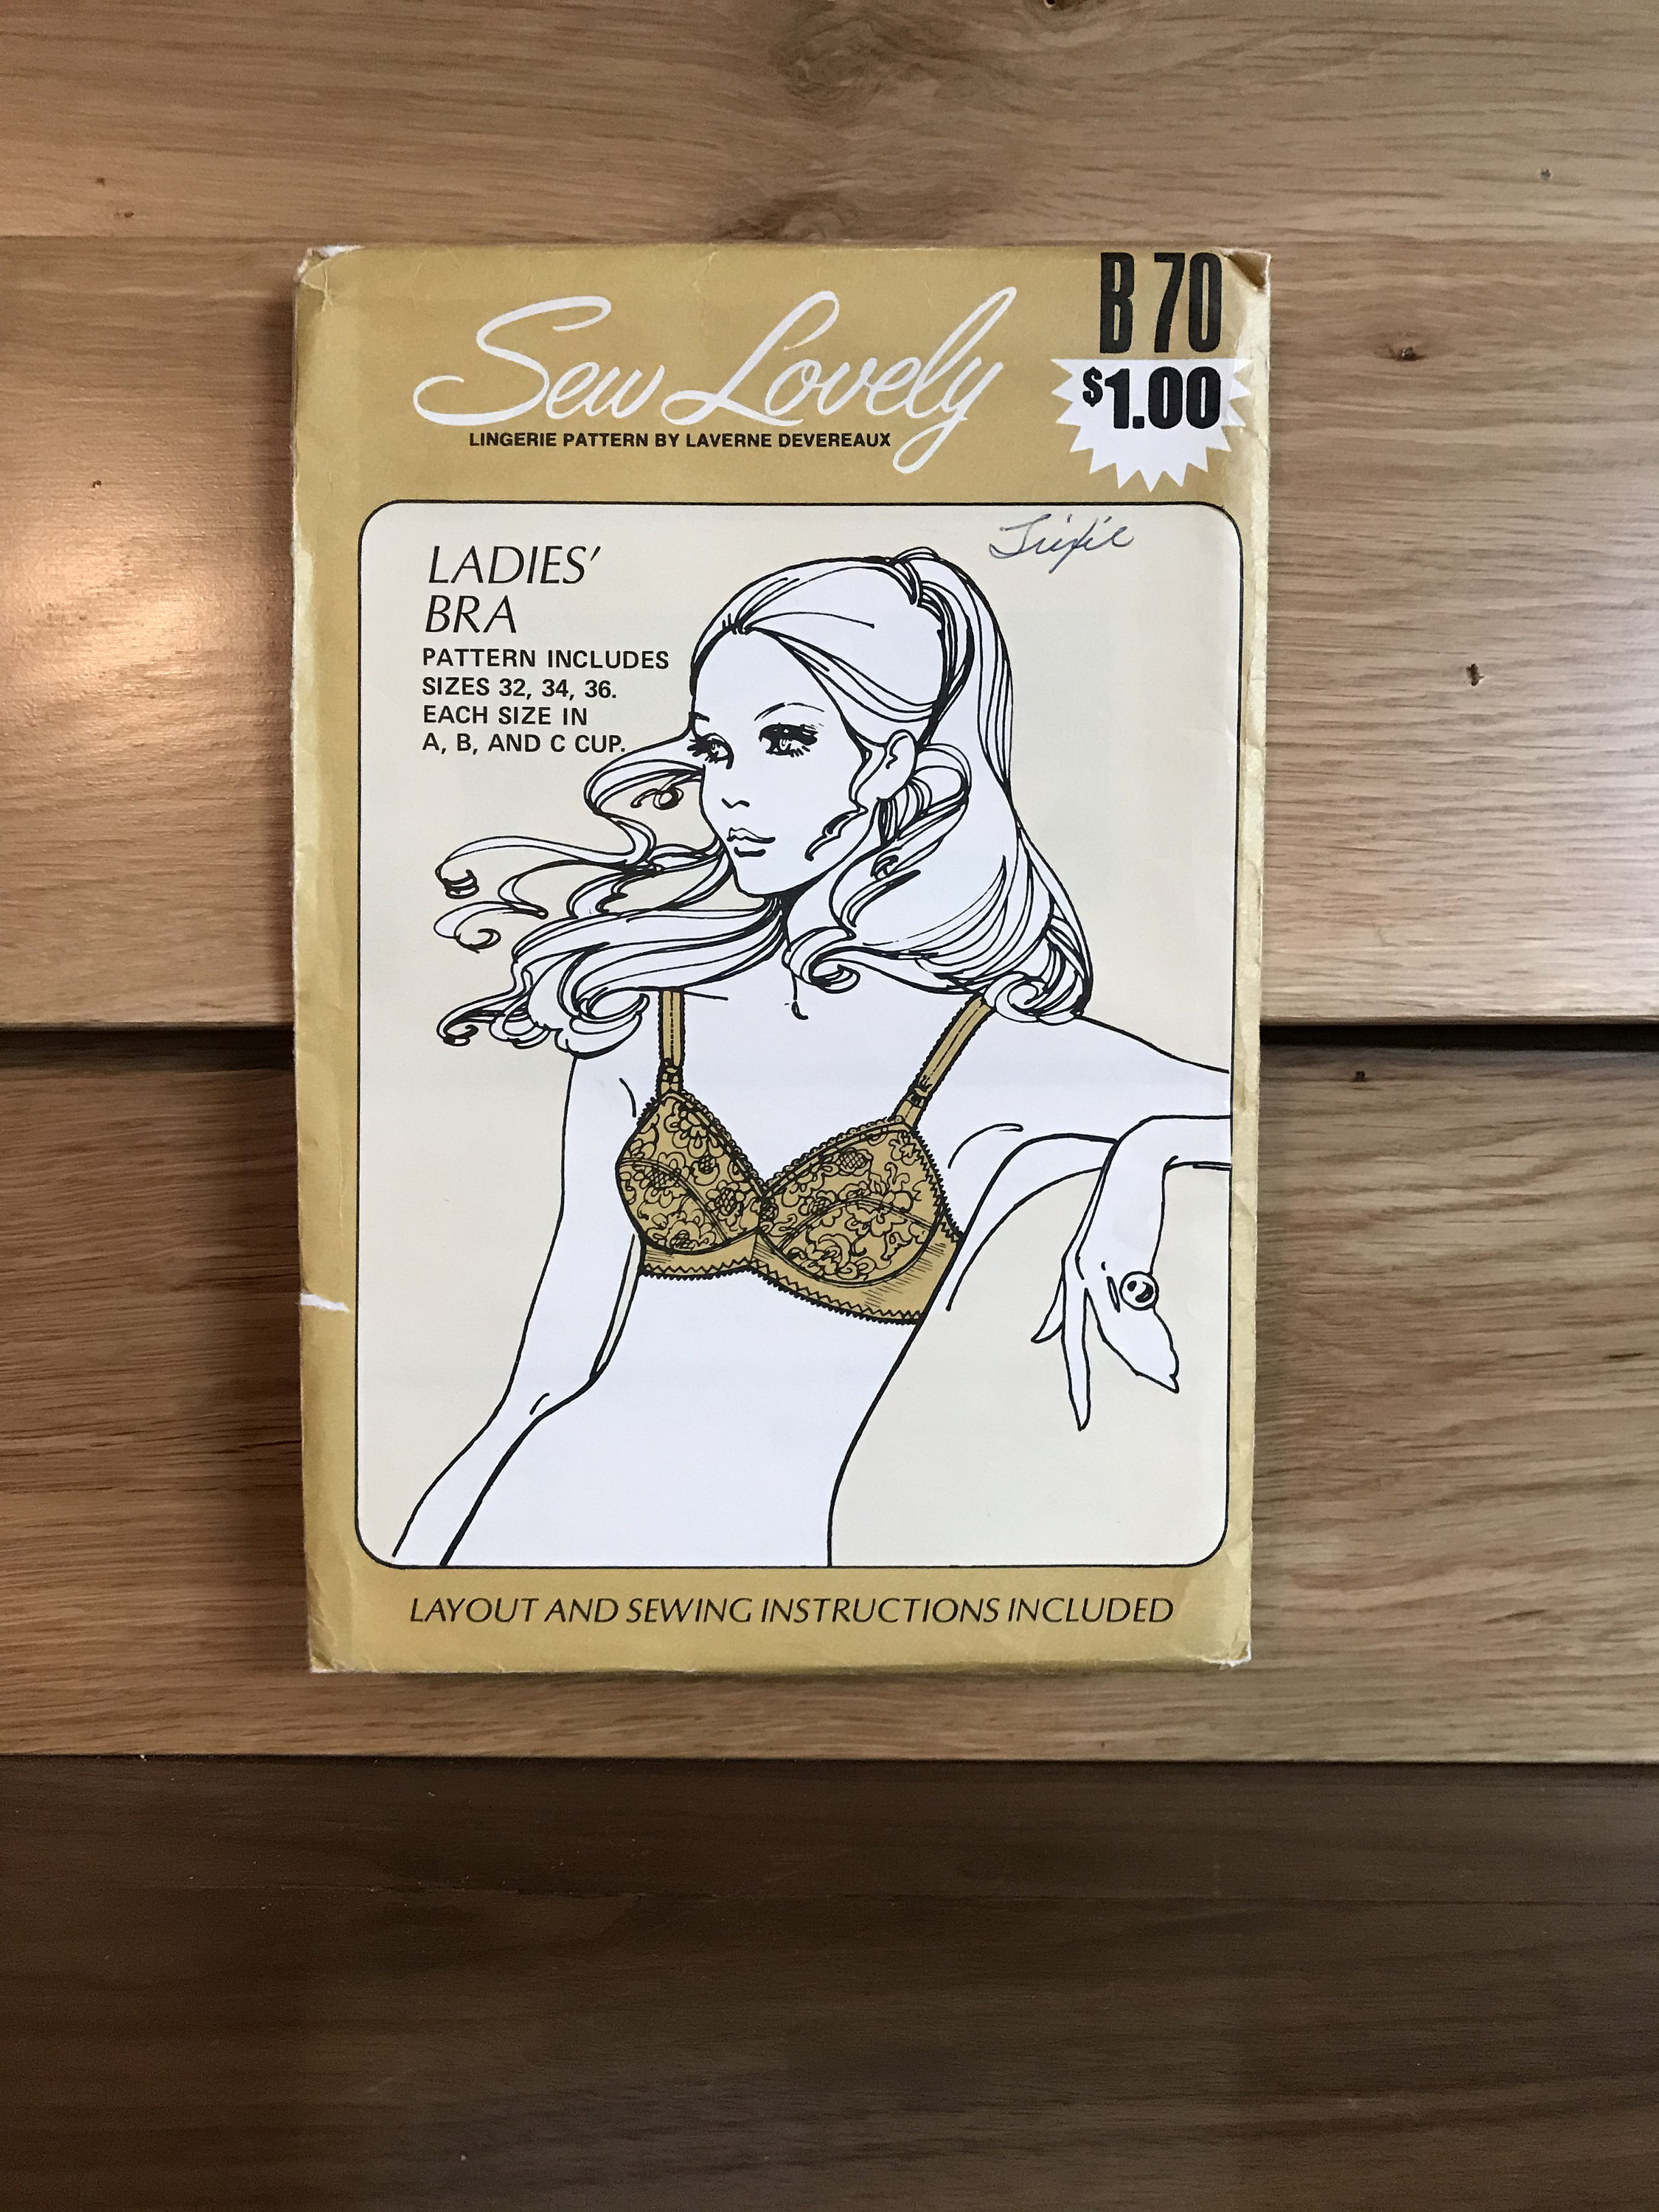 B 70
$1.00
Sew Lovely
LINGERIE PATTERN BY LAVERNE DEVEREAUX
Trixie
LADIES'
BRA
PATTERN INCLUDES
SIZES 32, 34, 36.
EACH SIZE IN
A, B, AND C CUP.
LAYOUT AND SEWING INSTRUCTIONS INCLUDED